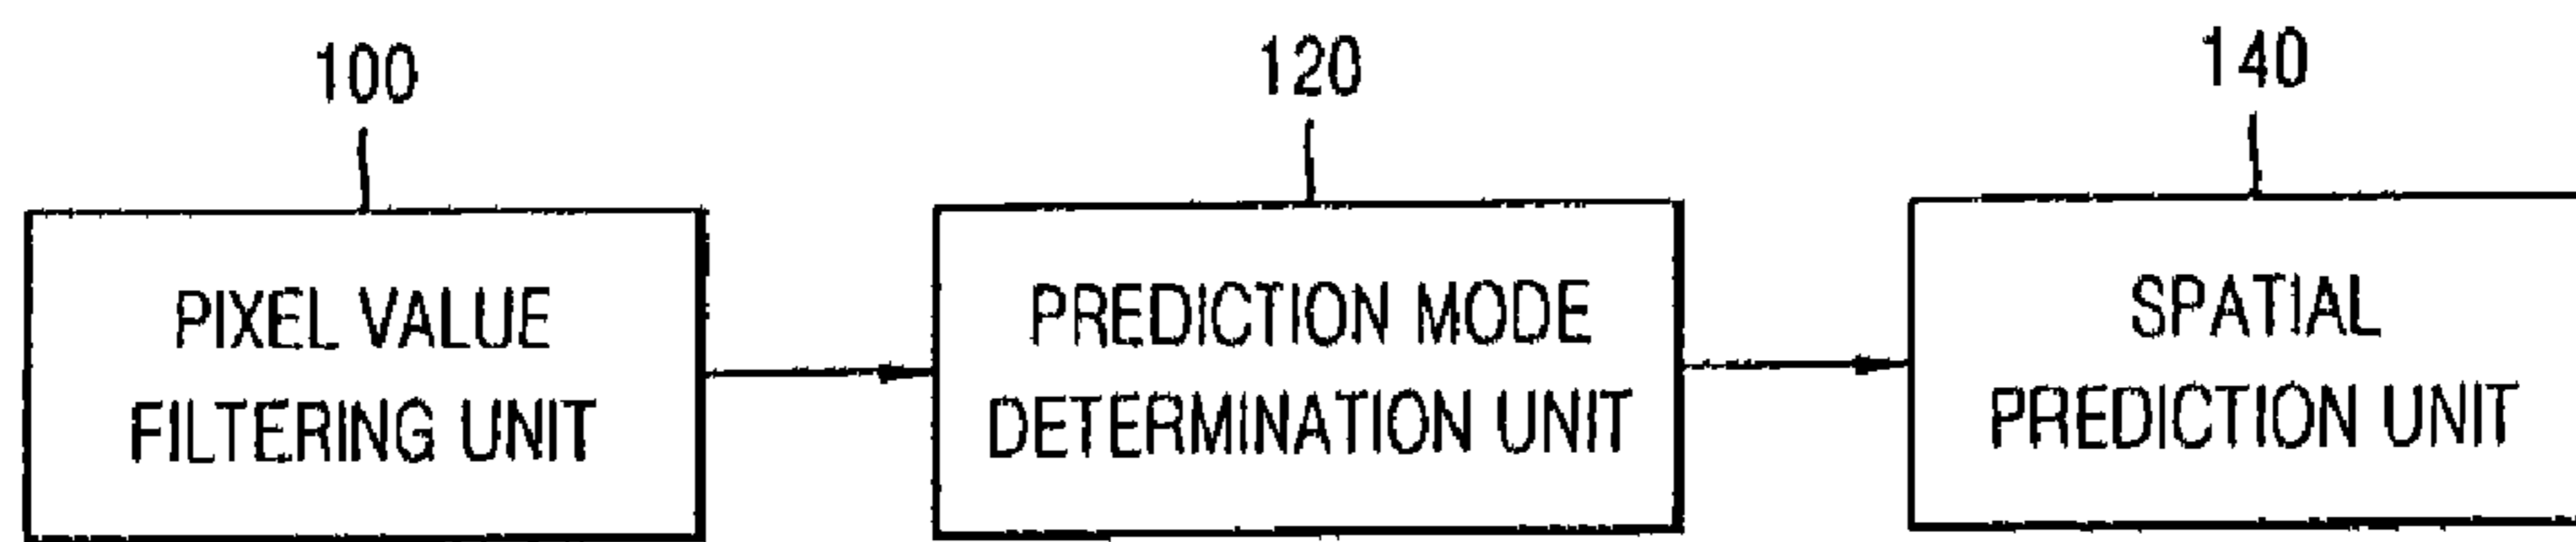 100
120
140
PIXEL VALUE
FILTERING UNIT
PREDICTION MODE
DETERMINATION UNIT
SPATIAL
PREDICTION UNIT